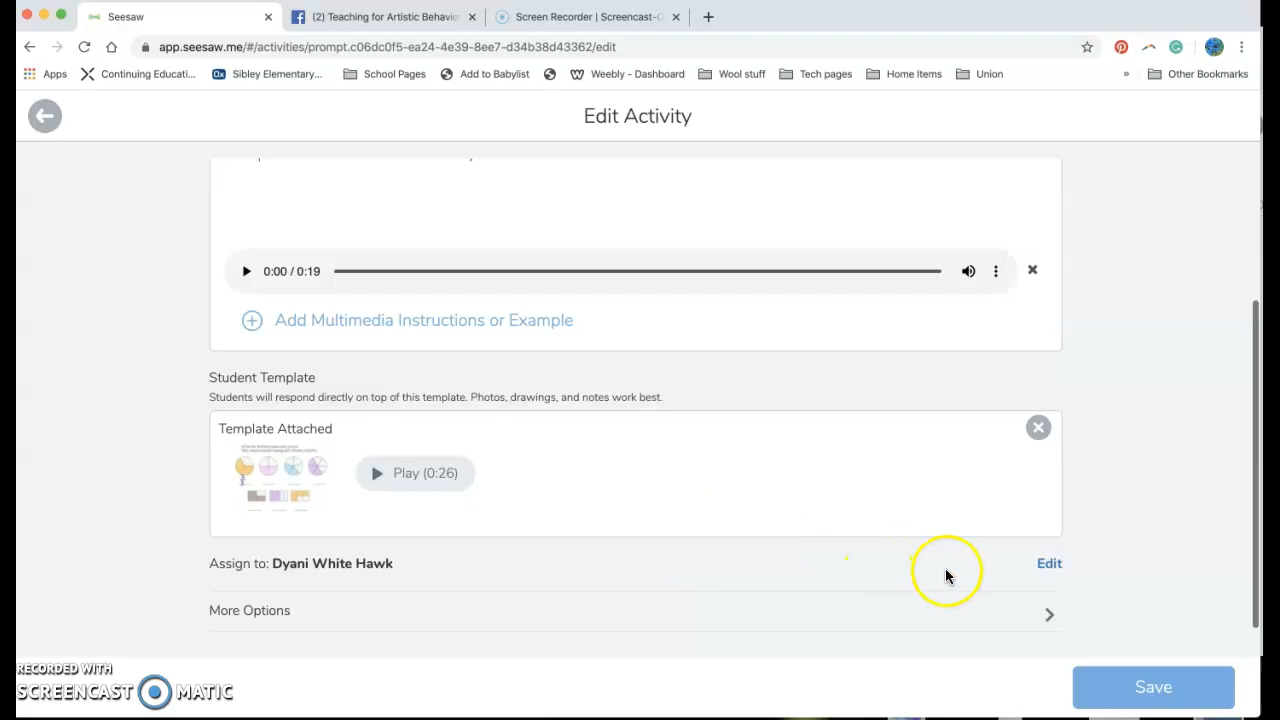 Seesaw
(2) Teaching for Artistic Behavio
Screen Recorder | Screencast-O
app.seesaw.me/#/activities/prompt.c06dc0f5-ea24-4e39-8ee7-d34b38d43362/edit
Apps
Continuing Educati...
Ox
Sibley Elementary...
School Pages
Add to Babylist
Weebly - Dashboard
Wool stuff
Tech pages
Home Items
Union
»
Other Bookmarks
Edit Activity
0:00 / 0:19
Add Multimedia Instructions or Example
Student Template
Students will respond directly on top of this template. Photos, drawings, and notes work best.
Template Attached
Play (0:26)
Assign to: Dyani White Hawk
Edit
More Options
RECORDED WITH
SCREENCAST MATIC
Save